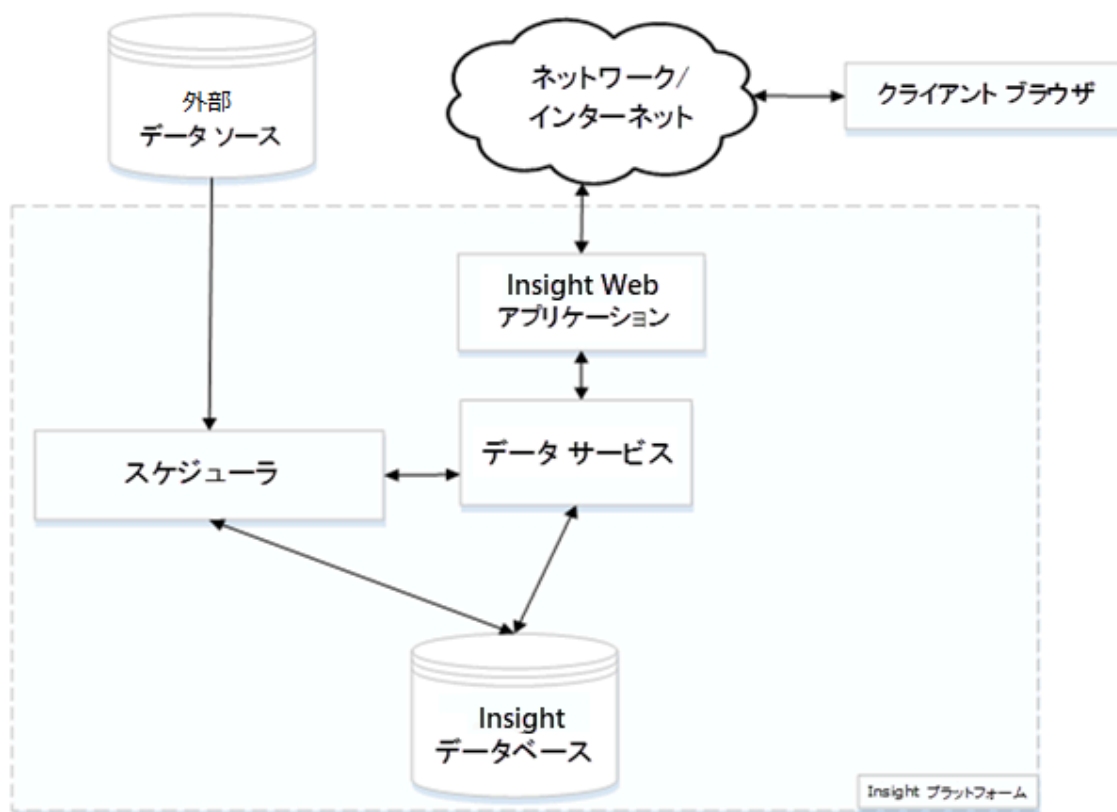 外部
データ ソース
ネットワーク/
インターネット
クライアント ブラウザ
Insight Web
アプリケーション
スケジューラ
データ サービス
Insight
データベース
Insight プラットフォーム